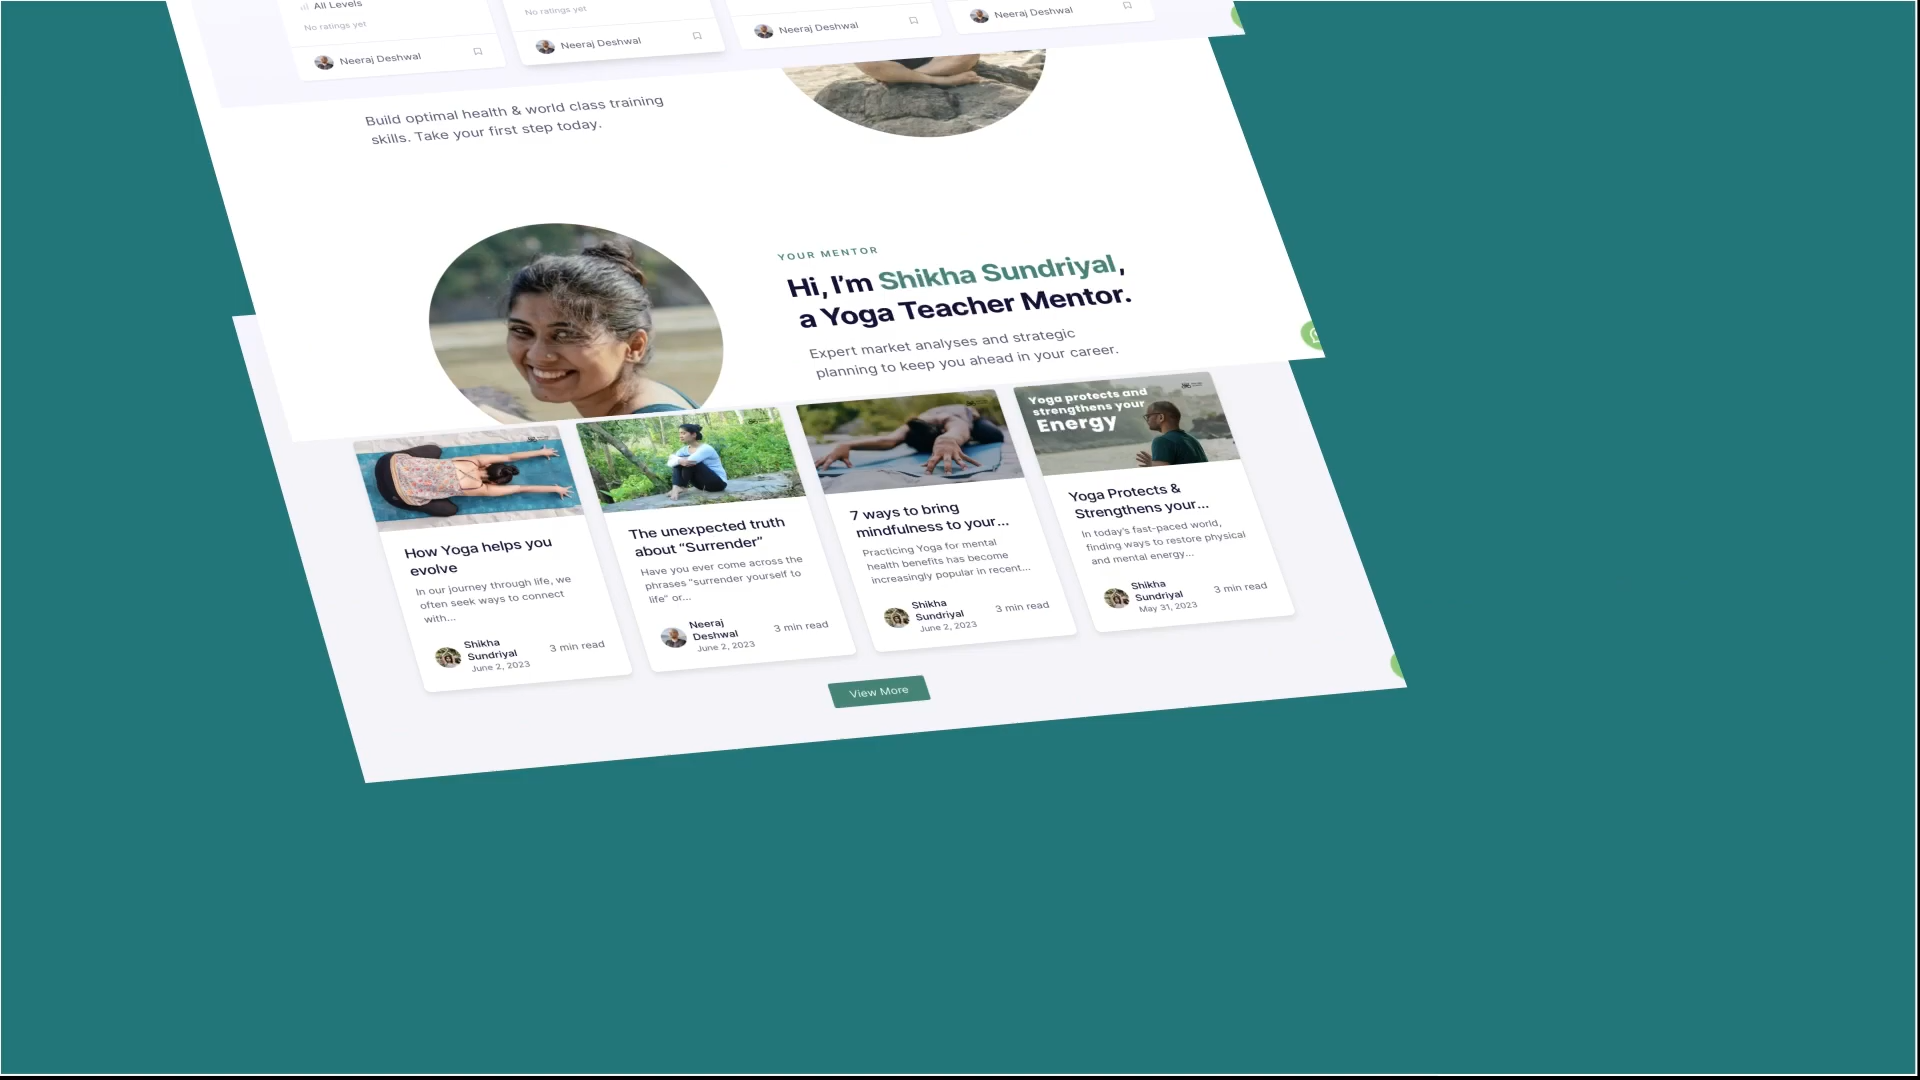 All Levels
No ratings yet
Neeraj Deshwal
No ratings yet
Neeraj Deshwal
Neeraj Deshwal
Neeraj Deshwal
Build optimal health & world class training
skills. Take your first step today.
YOUR MENTOR
Hi, I'm Shikha Sundriyal,
a Yoga Teacher Mentor.
Expert market analyses and strategic
planning to keep you ahead in your career.
How Yoga helps you
evolve
In our journey through life, we
often seek ways to connect
with...
Shikha
Sundriyal
June 2, 2023
3 min read
The unexpected truth
about “Surrender”
Have you ever come across the
phrases “surrender yourself to
life” or...
Neeraj
Deshwal
June 2, 2023
3 min read
7 ways to bring
mindfulness to your...
Practicing Yoga for mental
health benefits has become
increasingly popular in recent...
Shikha
Sundriyal
June 2, 2023
3 min read
Yoga protects and
strengthens your
Energy
Yoga Protects &
Strengthens your...
In today's fast-paced world,
finding ways to restore physical
and mental energy...
Shikha
Sundriyal
May 31, 2023
3 min read
View More